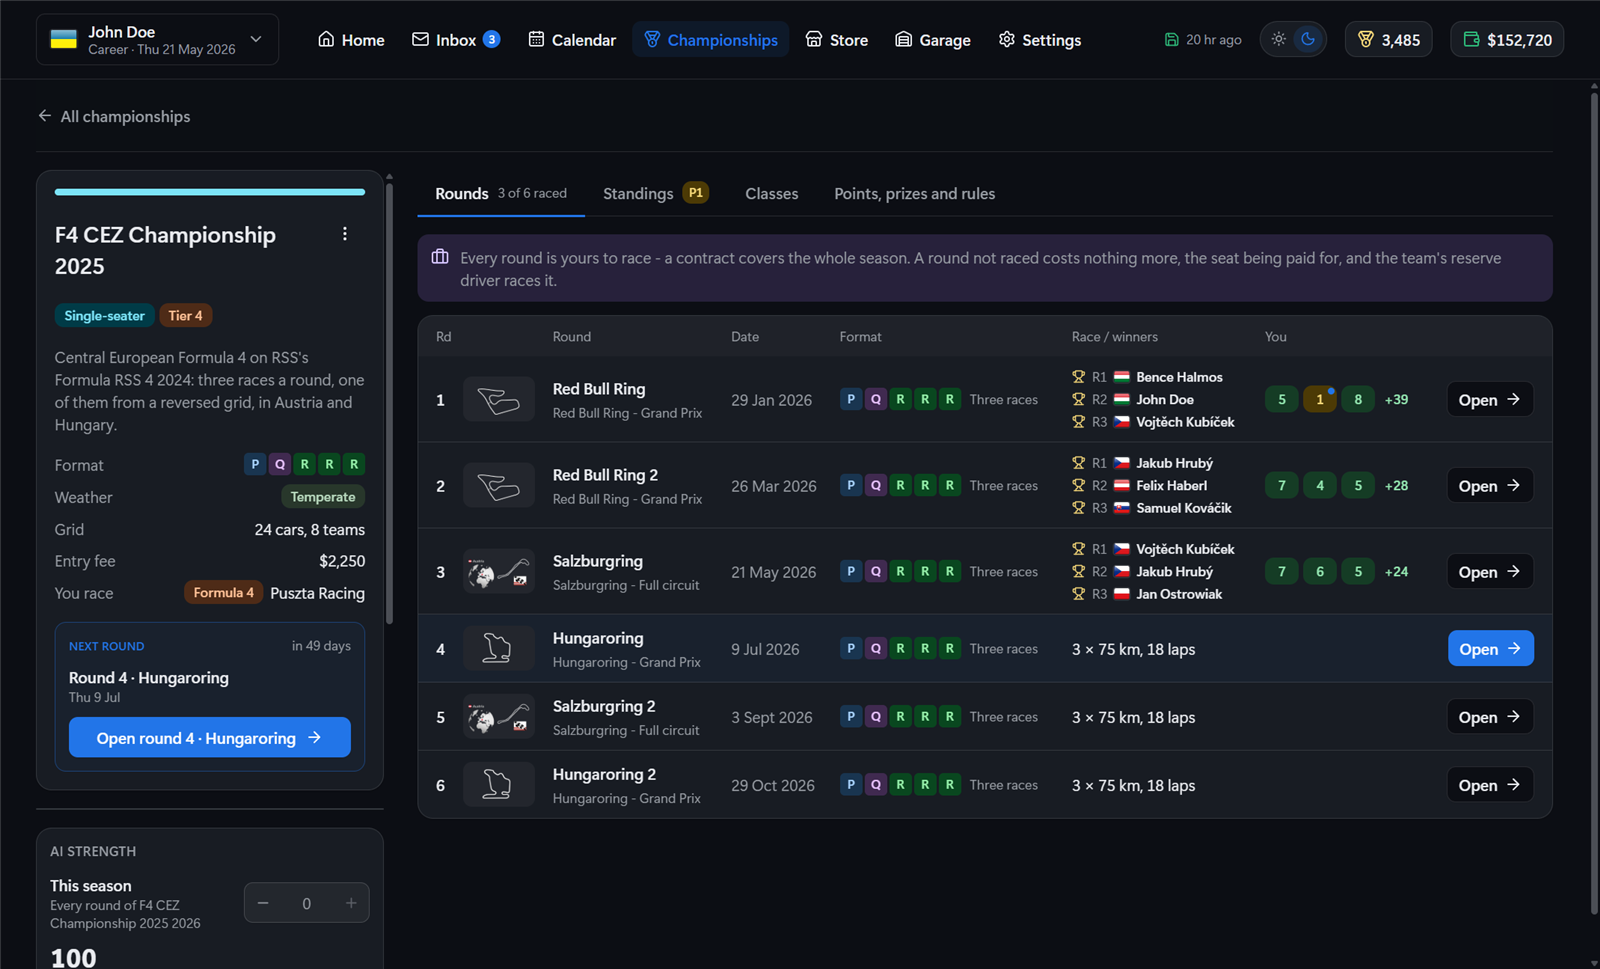 John Doe
Career · Thu 21 May 2026
Home
Inbox 3
Calendar
Championships
Store
Garage
Settings
20 hr ago
3,485
$152,720
All championships
F4 CEZ Championship
2025
Single-seater Tier 4
Central European Formula 4 on RSS's
Formula RSS 4 2024: three races a round, one
of them from a reversed grid, in Austria and
Hungary.
Format P Q R R R
Weather Temperate
Grid 24 cars, 8 teams
Entry fee $2,250
You race Formula 4 Puszta Racing
NEXT ROUND in 49 days
Round 4 · Hungaroring
Thu 9 Jul
Open round 4 · Hungaroring
AI STRENGTH
This season
Every round of F4 CEZ
Championship 2025 2026
− 0 +
100
Rounds 3 of 6 raced
Standings P1
Classes
Points, prizes and rules
Every round is yours to race - a contract covers the whole season. A round not raced costs nothing more, the seat being paid for, and the team's reserve
driver races it.
Rd Round Date Format Race / winners You
1 Red Bull Ring
Red Bull Ring - Grand Prix
29 Jan 2026
P Q R R R Three races
R1 Bence Halmos
R2 John Doe
R3 Vojtěch Kubíček
5 1 8 +39
Open
2 Red Bull Ring 2
Red Bull Ring - Grand Prix
26 Mar 2026
P Q R R R Three races
R1 Jakub Hrubý
R2 Felix Haberl
R3 Samuel Kováčik
7 4 5 +28
Open
3 Salzburgring
Salzburgring - Full circuit
21 May 2026
P Q R R R Three races
R1 Vojtěch Kubíček
R2 Jakub Hrubý
R3 Jan Ostrowiak
7 6 5 +24
Open
4 Hungaroring
Hungaroring - Grand Prix
9 Jul 2026
P Q R R R Three races
3 × 75 km, 18 laps
Open
5 Salzburgring 2
Salzburgring - Full circuit
3 Sept 2026
P Q R R R Three races
3 × 75 km, 18 laps
Open
6 Hungaroring 2
Hungaroring - Grand Prix
29 Oct 2026
P Q R R R Three races
3 × 75 km, 18 laps
Open